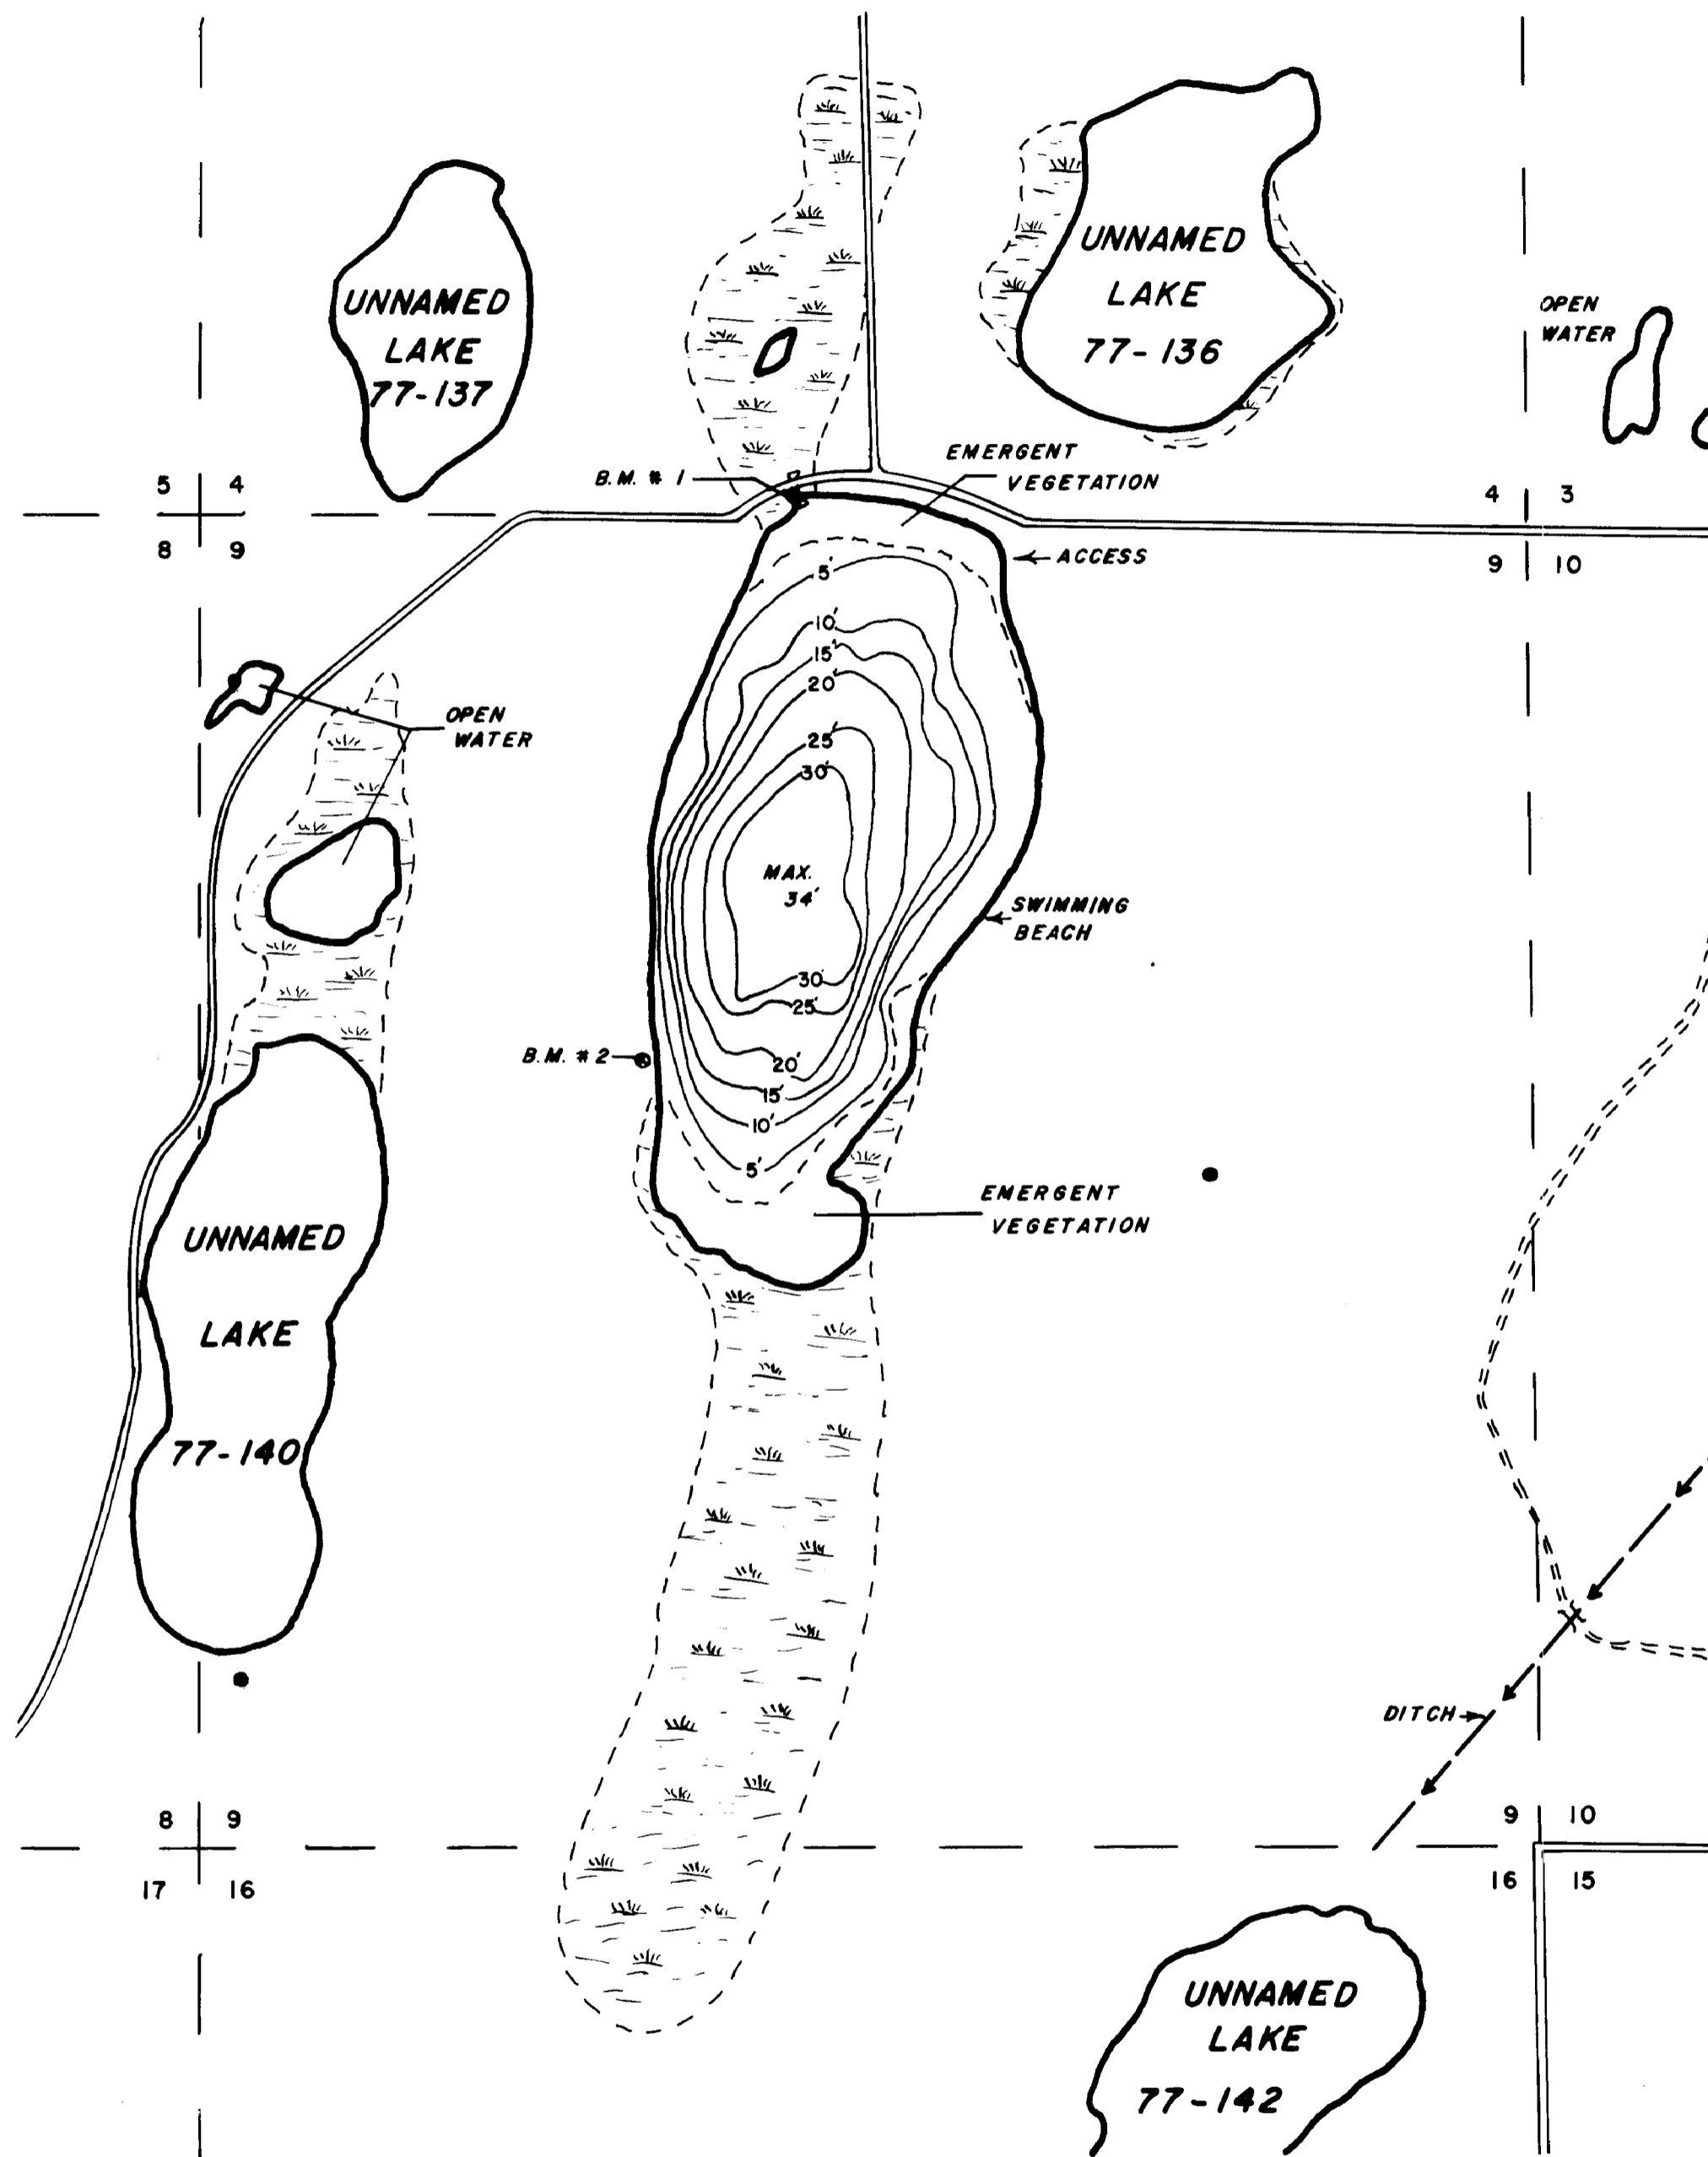 UNNAMED
LAKE
77-137
UNNAMED
LAKE
77-136
OPEN
WATER
5 4
8 9
B.M. # 1
EMERGENT
VEGETATION
4 3
9 10
ACCESS
5'
10'
15'
20'
25'
30'
MAX.
34'
30'
25'
20'
15'
10'
5'
OPEN
WATER
SWIMMING
BEACH
B.M. # 2
EMERGENT
VEGETATION
UNNAMED
LAKE
77-140
DITCH
8 9
17 16
9 10
16 15
UNNAMED
LAKE
77-142